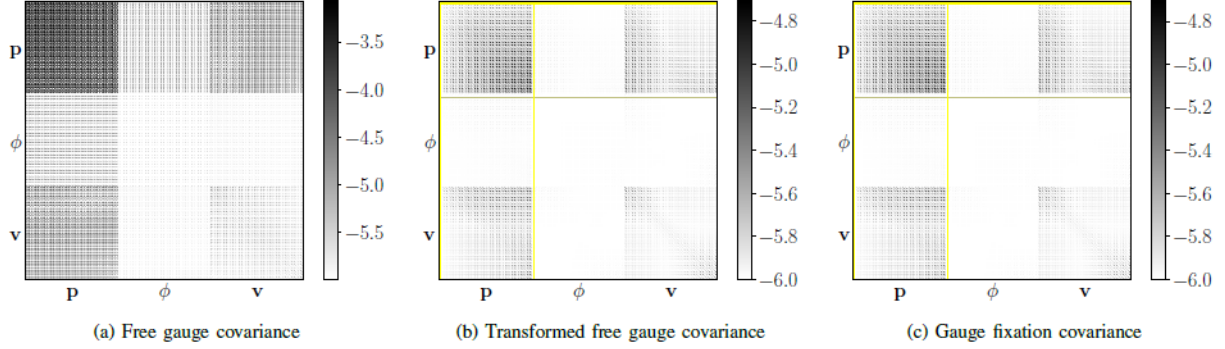 p
ϕ
v
p ϕ v
−3.5
−4.0
−4.5
−5.0
−5.5
(a) Free gauge covariance
p
ϕ
v
p ϕ v
−4.8
−5.0
−5.2
−5.4
−5.6
−5.8
−6.0
(b) Transformed free gauge covariance
p
ϕ
v
p ϕ v
−4.8
−5.0
−5.2
−5.4
−5.6
−5.8
−6.0
(c) Gauge fixation covariance